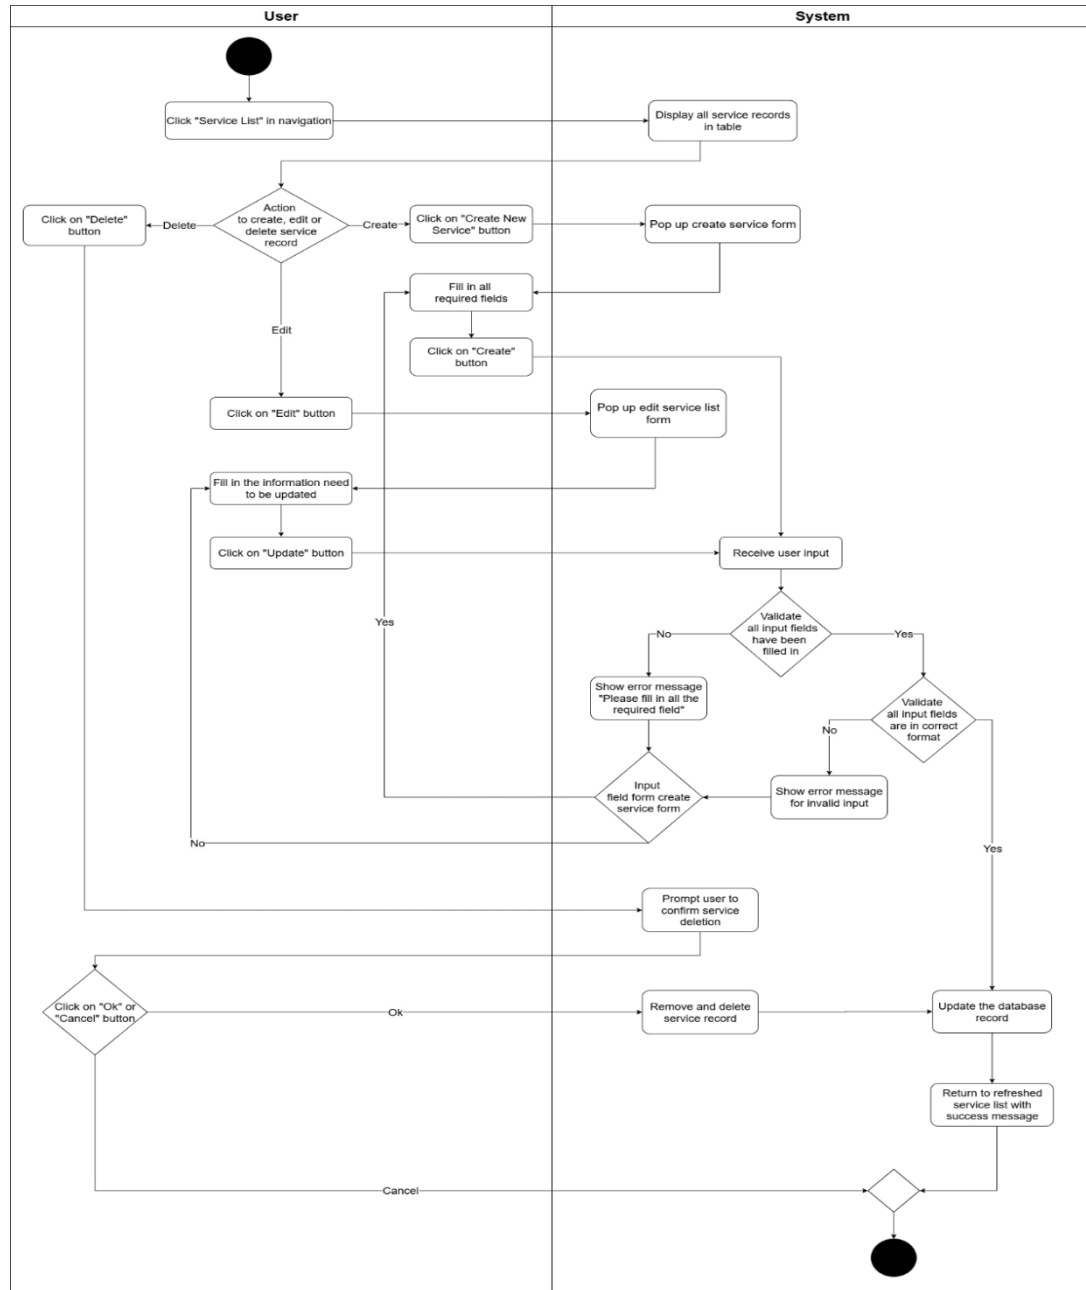 User
System
Click "Service List" in navigation
Display all service records
in table
Action
to create, edit or
delete service
record
Delete
Click on "Delete"
button
Create
Click on "Create New
Service" button
Pop up create service form
Fill in all
required fields
Edit
Click on "Create"
button
Click on "Edit" button
Pop up edit service list
form
Fill in the information need
to be updated
Click on "Update" button
Receive user input
Validate
all input fields
have been
filled in
No
Yes
Yes
Show error message
"Please fill in all the
required field"
Validate
all input fields
are in correct
format
No
Input
field form create
service form
Show error message
for invalid input
No
Yes
Prompt user to
confirm service
deletion
Click on "Ok" or
"Cancel" button
Ok
Remove and delete
service record
Update the database
record
Return to refreshed
service list with
success message
Cancel